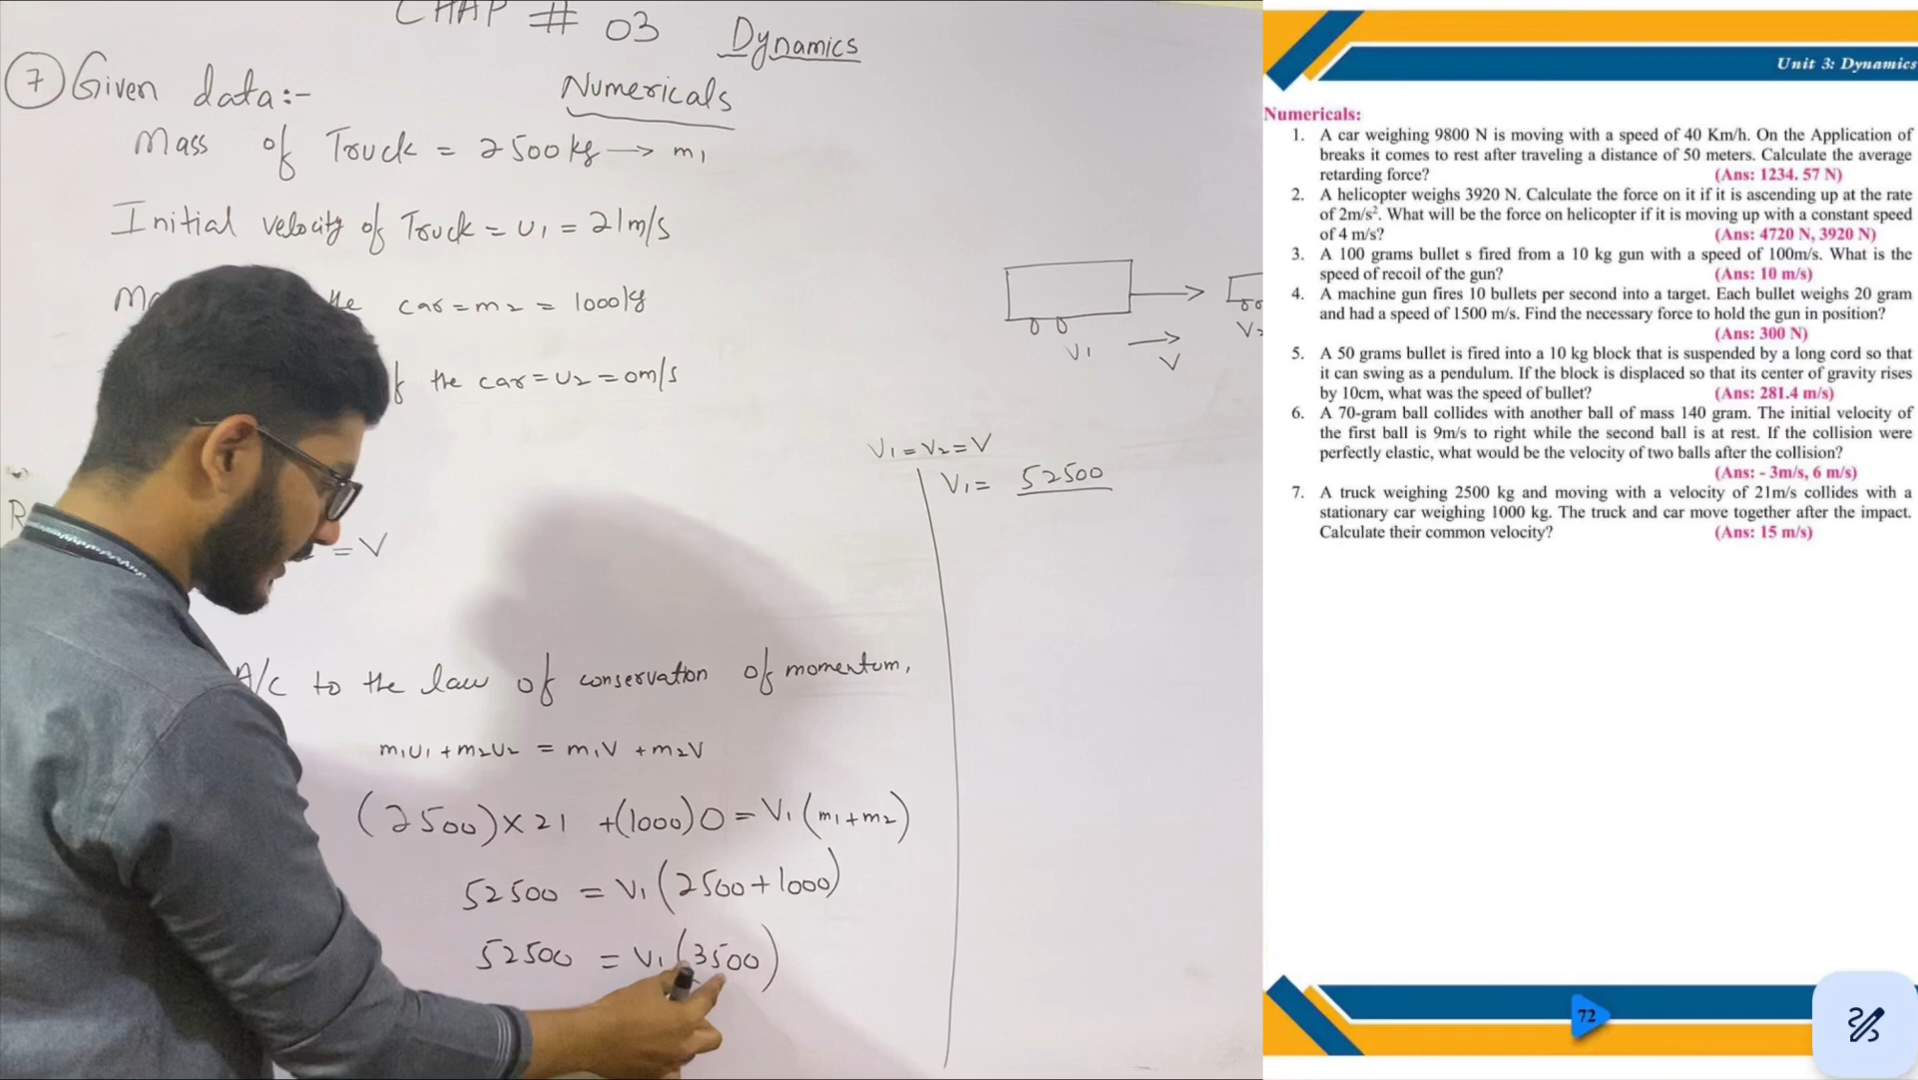 CHAP # 03 Dynamics
Numericals
7 Given data:-
Mass of Truck = 2500kg → m1
Initial velocity of Truck = U1 = 21m/s
the car = m2 = 1000kg
of the car = U2 = 0m/s
= V
A/C to the law of conservation of momentum,
m1U1 + m2U2 = m1V + m2V
(2500) x 21 + (1000) 0 = V1 (m1+m2)
52500 = V1 (2500+1000)
52500 = V1 (3500)
V1
V
V1 = V2 = V
V1 = 52500
Unit 3: Dynamics
Numericals:
1. A car weighing 9800 N is moving with a speed of 40 Km/h. On the Application of
breaks it comes to rest after traveling a distance of 50 meters. Calculate the average
retarding force? (Ans: 1234. 57 N)
2. A helicopter weighs 3920 N. Calculate the force on it if it is ascending up at the rate
of 2m/s². What will be the force on helicopter if it is moving up with a constant speed
of 4 m/s? (Ans: 4720 N, 3920 N)
3. A 100 grams bullet s fired from a 10 kg gun with a speed of 100m/s. What is the
speed of recoil of the gun? (Ans: 10 m/s)
4. A machine gun fires 10 bullets per second into a target. Each bullet weighs 20 gram
and had a speed of 1500 m/s. Find the necessary force to hold the gun in position?
(Ans: 300 N)
5. A 50 grams bullet is fired into a 10 kg block that is suspended by a long cord so that
it can swing as a pendulum. If the block is displaced so that its center of gravity rises
by 10cm, what was the speed of bullet? (Ans: 281.4 m/s)
6. A 70-gram ball collides with another ball of mass 140 gram. The initial velocity of
the first ball is 9m/s to right while the second ball is at rest. If the collision were
perfectly elastic, what would be the velocity of two balls after the collision?
(Ans: - 3m/s, 6 m/s)
7. A truck weighing 2500 kg and moving with a velocity of 21m/s collides with a
stationary car weighing 1000 kg. The truck and car move together after the impact.
Calculate their common velocity? (Ans: 15 m/s)
72